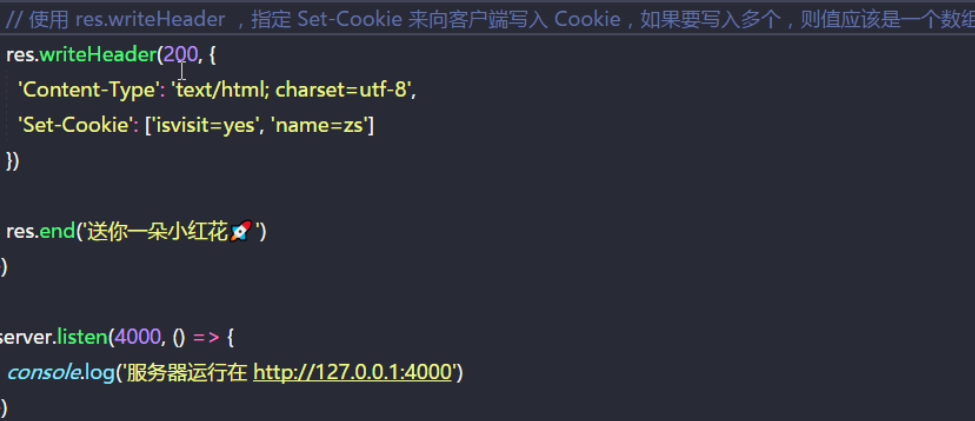 // 使用 res.writeHeader ，指定 Set-Cookie 来向客户端写入 Cookie，如果要写入多个，则值应该是一个数组
res.writeHeader(200, {
'Content-Type': 'text/html; charset=utf-8',
'Set-Cookie': ['isvisit=yes', 'name=zs']
})
res.end('送你一朵小红花🚀')
)
server.listen(4000, () => {
console.log('服务器运行在 http://127.0.0.1:4000')
)